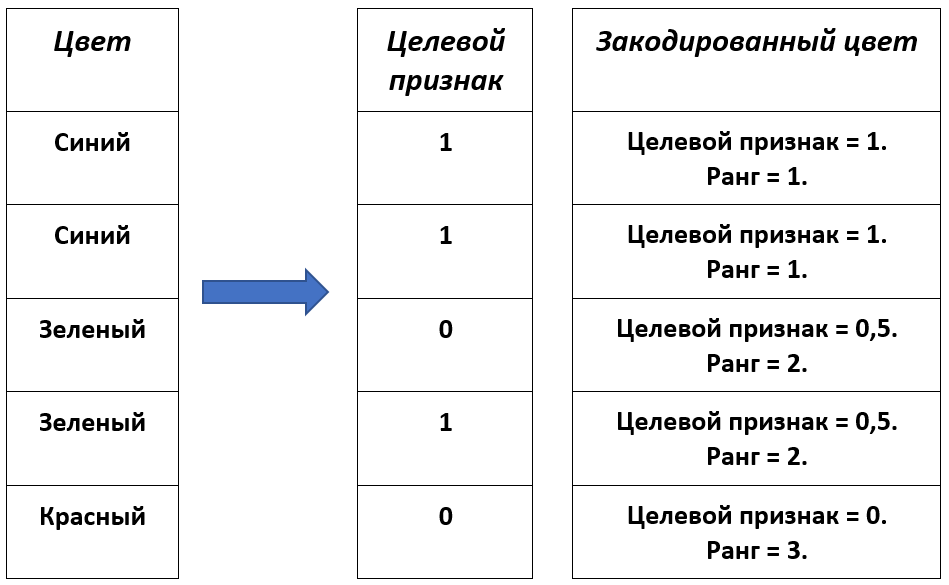 Цвет
Целевой
признак
Закодированный цвет
Синий
1
Целевой признак = 1.
Ранг = 1.
Синий
1
Целевой признак = 1.
Ранг = 1.
Зеленый
0
Целевой признак = 0,5.
Ранг = 2.
Зеленый
1
Целевой признак = 0,5.
Ранг = 2.
Красный
0
Целевой признак = 0.
Ранг = 3.